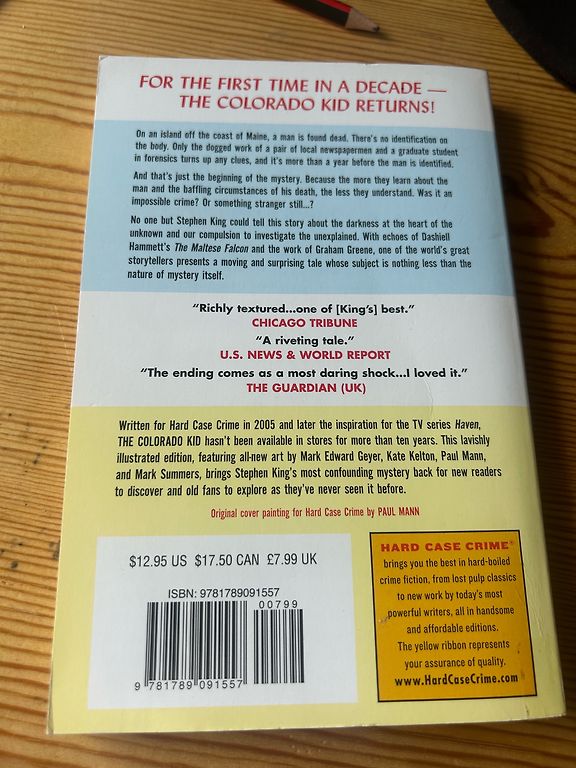 FOR THE FIRST TIME IN A DECADE —
THE COLORADO KID RETURNS!
On an island off the coast of Maine, a man is found dead. There's no identification on
the body. Only the dogged work of a pair of local newspapermen and a graduate student
in forensics turns up any clues, and it's more than a year before the man is identified.
And that's just the beginning of the mystery. Because the more they learn about the
man and the baffling circumstances of his death, the less they understand. Was it an
impossible crime? Or something stranger still...?
No one but Stephen King could tell this story about the darkness at the heart of the
unknown and our compulsion to investigate the unexplained. With echoes of Dashiell
Hammett's The Maltese Falcon and the work of Graham Greene, one of the world's great
storytellers presents a moving and surprising tale whose subject is nothing less than the
nature of mystery itself.
"Richly textured...one of [King's] best."
CHICAGO TRIBUNE
"A riveting tale."
U.S. NEWS & WORLD REPORT
"The ending comes as a most daring shock...I loved it."
THE GUARDIAN (UK)
Written for Hard Case Crime in 2005 and later the inspiration for the TV series Haven,
THE COLORADO KID hasn't been available in stores for more than ten years. This lavishly
illustrated edition, featuring all-new art by Mark Edward Geyer, Kate Kelton, Paul Mann,
and Mark Summers, brings Stephen King's most confounding mystery back for new readers
to discover and old fans to explore as they've never seen it before.
Original cover painting for Hard Case Crime by PAUL MANN
$12.95 US $17.50 CAN £7.99 UK
ISBN: 9781789091557
00799
9 781789 091557
HARD CASE CRIME®
brings you the best in hard-boiled
crime fiction, from lost pulp classics
to new work by today's most
powerful writers, all in handsome
and affordable editions.
The yellow ribbon represents
your assurance of quality.
www.HardCaseCrime.com